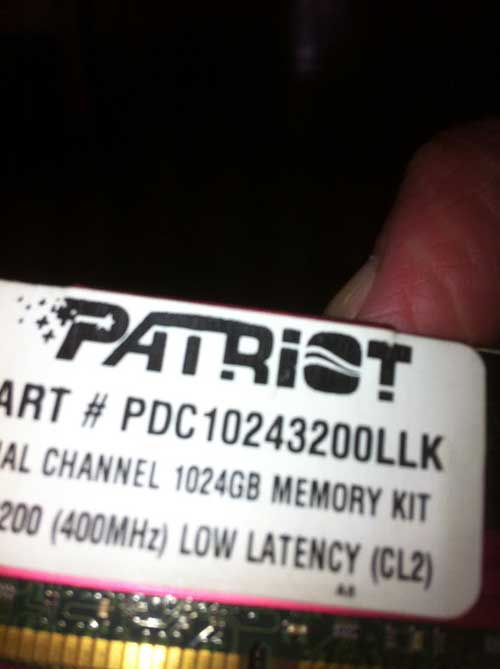 PATRIOT
ART # PDC10243200LLK
AL CHANNEL 1024GB MEMORY KIT
200 (400MHz) LOW LATENCY (CL2)